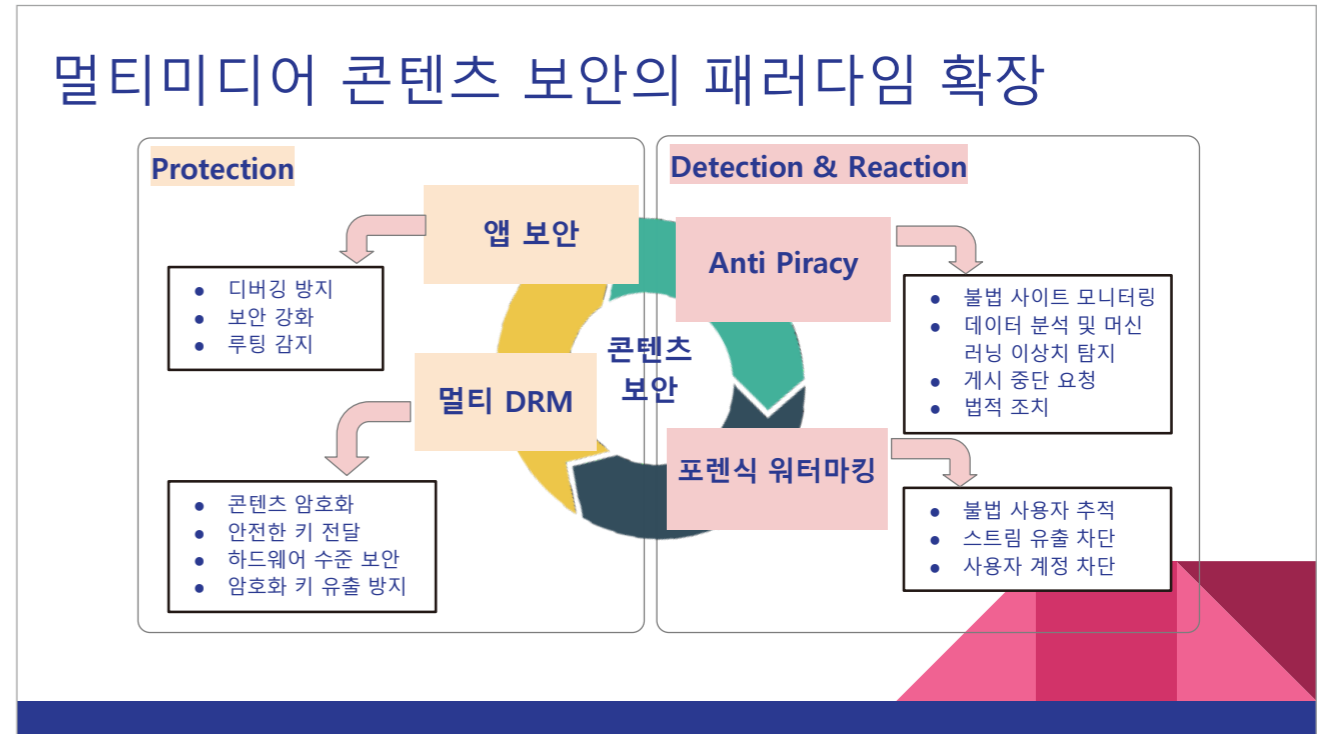 멀티미디어 콘텐츠 보안의 패러다임 확장
Protection
앱 보안
● 디버깅 방지
● 보안 강화
● 루팅 감지
멀티 DRM
● 콘텐츠 암호화
● 안전한 키 전달
● 하드웨어 수준 보안
● 암호화 키 유출 방지
콘텐츠
보안
Detection & Reaction
Anti Piracy
● 불법 사이트 모니터링
● 데이터 분석 및 머신
러닝 이상치 탐지
● 게시 중단 요청
● 법적 조치
포렌식 워터마킹
● 불법 사용자 추적
● 스트림 유출 차단
● 사용자 계정 차단